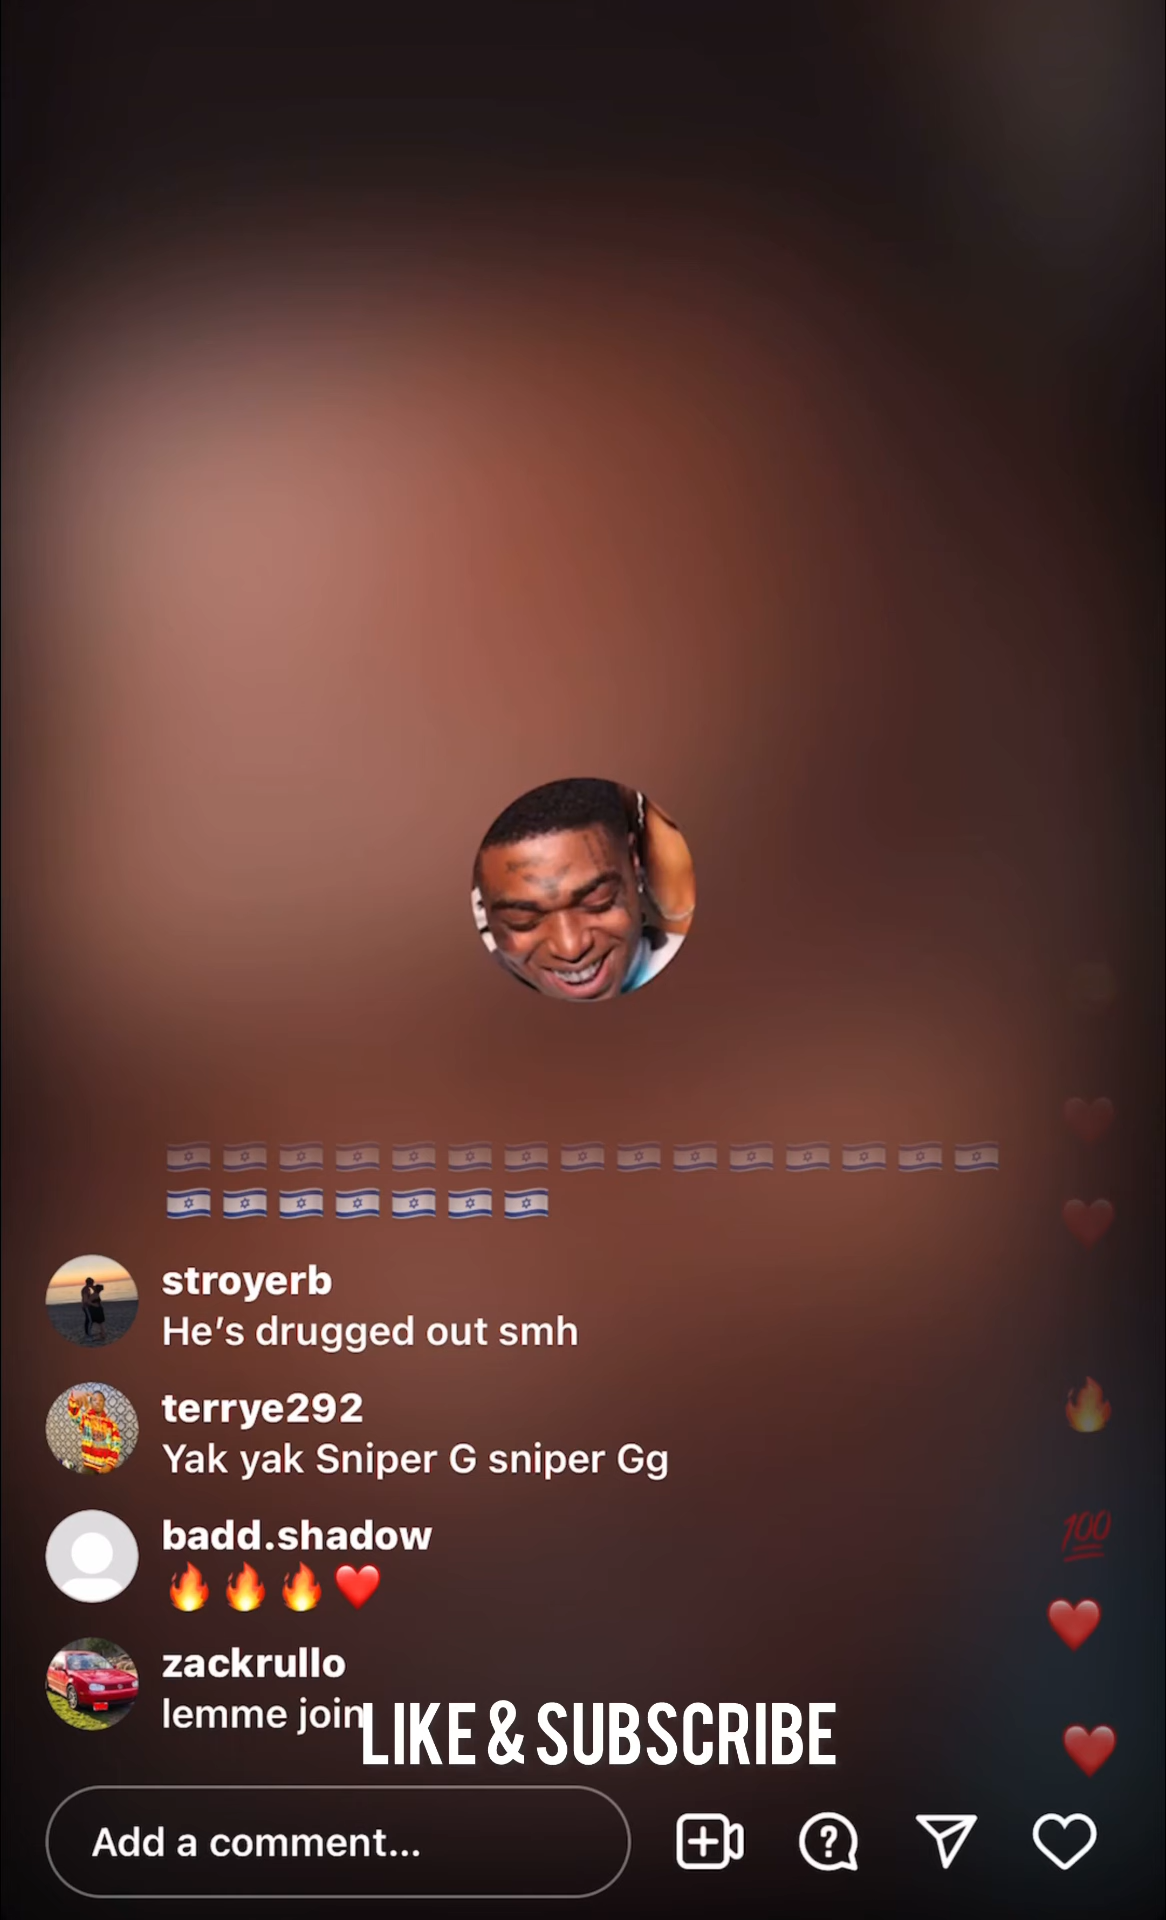 🇮🇱🇮🇱🇮🇱🇮🇱🇮🇱🇮🇱🇮🇱🇮🇱🇮🇱🇮🇱🇮🇱🇮🇱🇮🇱🇮🇱🇮🇱
🇮🇱🇮🇱🇮🇱🇮🇱🇮🇱🇮🇱🇮🇱
stroyerb
He’s drugged out smh
terrye292
Yak yak Sniper G sniper Gg
badd.shadow
🔥🔥🔥❤️
💯
zackrullo
lemme join
LIKE & SUBSCRIBE
Add a comment...